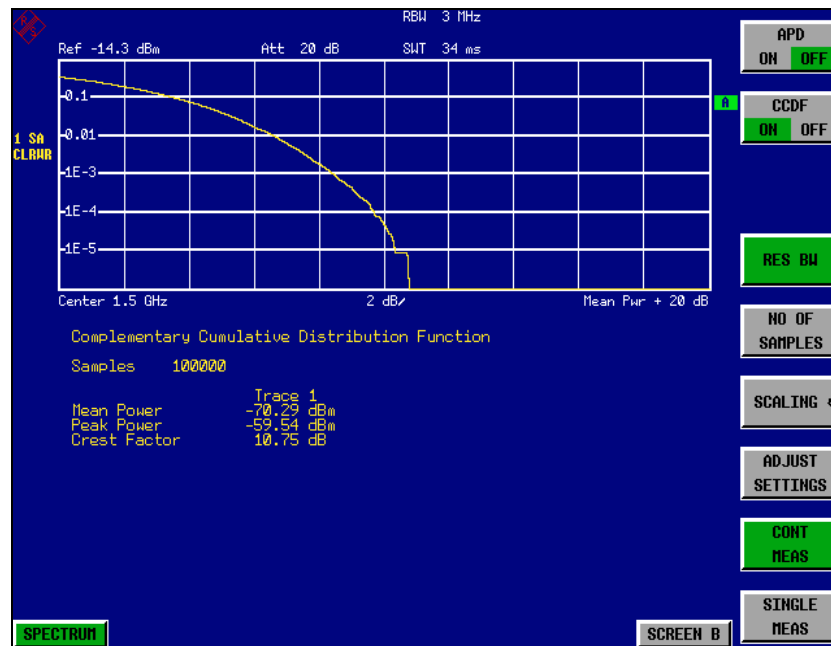 RBW 3 MHz
Ref -14.3 dBm Att 20 dB SWT 34 ms
0.1
0.01
1E-3
1E-4
1E-5
1 SA
CLRWR
A
Center 1.5 GHz 2 dB/ Mean Pwr + 20 dB
Complementary Cumulative Distribution Function
Samples 100000
Trace 1
Mean Power -70.29 dBm
Peak Power -59.54 dBm
Crest Factor 10.75 dB
SPECTRUM
SCREEN B
APD
ON OFF
CCDF
ON OFF
RES BW
NO OF
SAMPLES
SCALING
ADJUST
SETTINGS
CONT
MEAS
SINGLE
MEAS